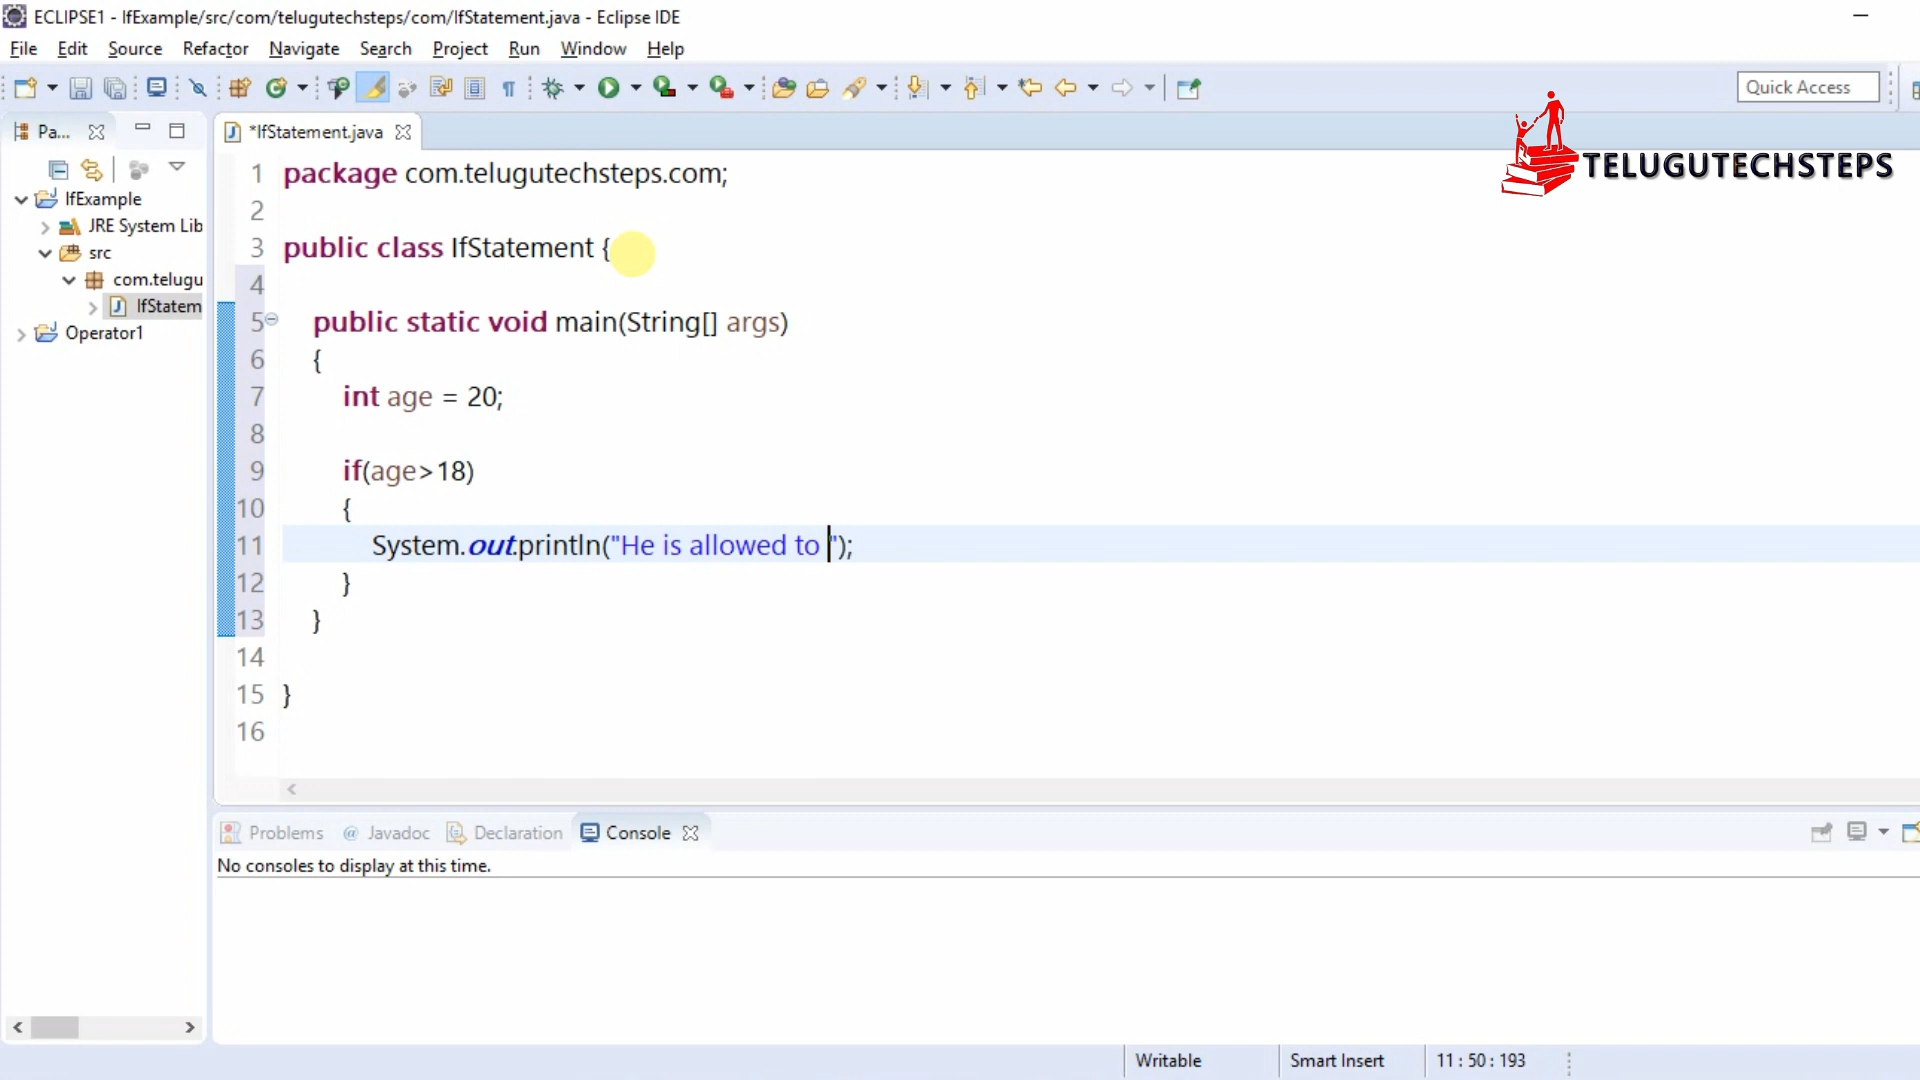 ECLIPSE1 - IfExample/src/com/telugutechsteps/com/IfStatement.java - Eclipse IDE
File Edit Source Refactor Navigate Search Project Run Window Help
Quick Access
Pa...
*IfStatement.java
TELUGUTECHSTEPS
IfExample
JRE System Lib
src
com.telugu
IfStatem
Operator1
1 package com.telugutechsteps.com;
2
3 public class IfStatement {
4
5 public static void main(String[] args)
6 {
7 int age = 20;
8
9 if(age>18)
10 {
11 System.out.println("He is allowed to ");
12 }
13 }
14
15 }
16
Problems @ Javadoc Declaration Console
No consoles to display at this time.
Writable Smart Insert 11 : 50 : 193